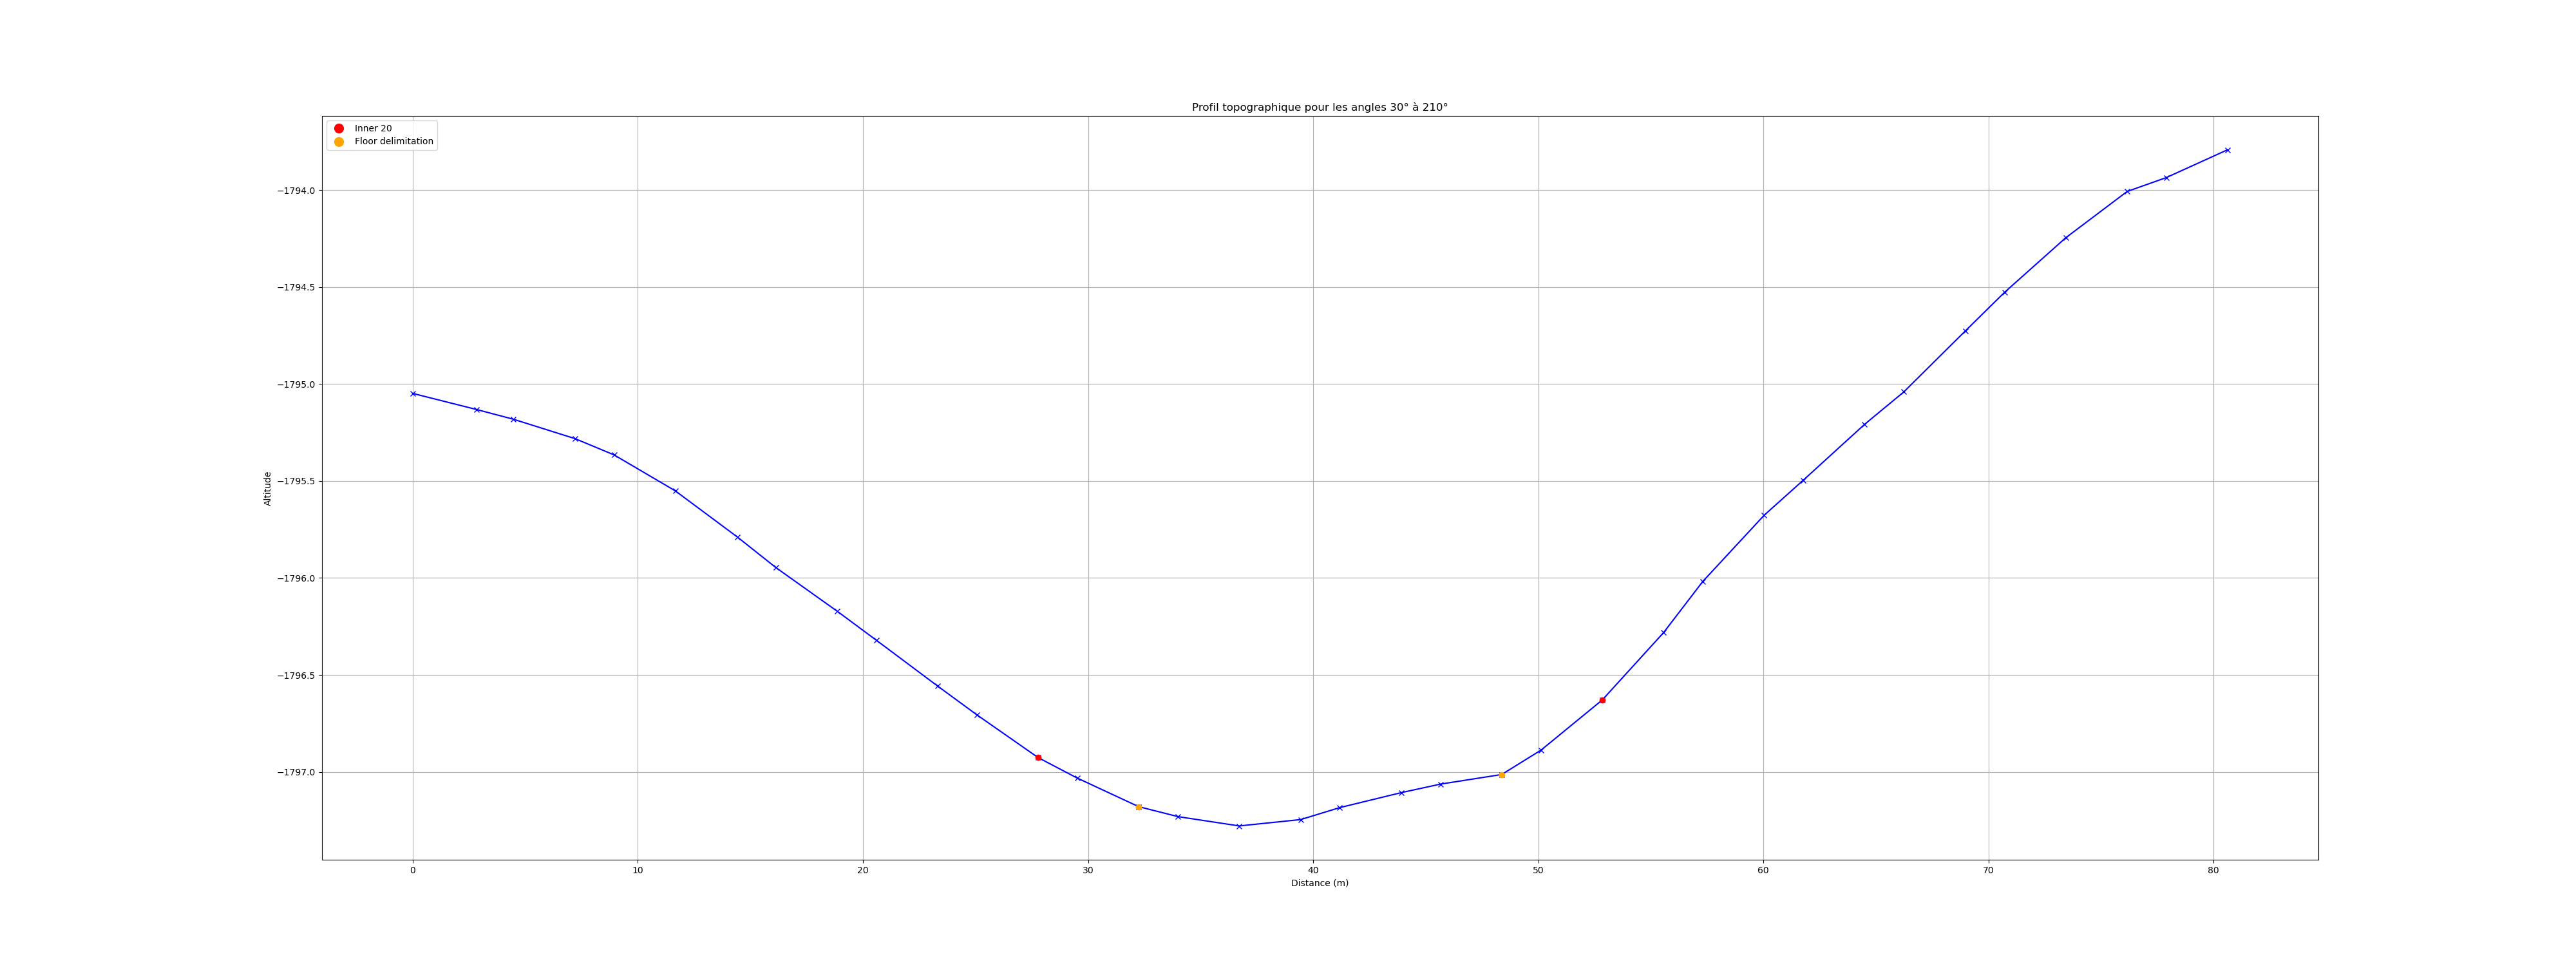 Profil topographique pour les angles 30° à 210°
Inner 20
Floor delimitation
−1794.0
−1794.5
−1795.0
−1795.5
−1796.0
−1796.5
−1797.0
Altitude
0 10 20 30 40 50 60 70 80
Distance (m)